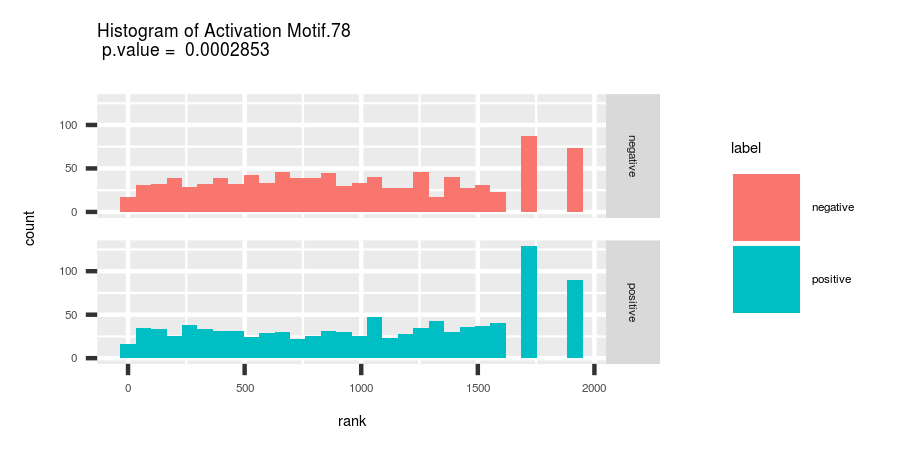 Histogram of Activation Motif.78
p.value = 0.0002853
count
100
50
0
negative
100
50
0
positive
0 500 1000 1500 2000
rank
label
negative
positive